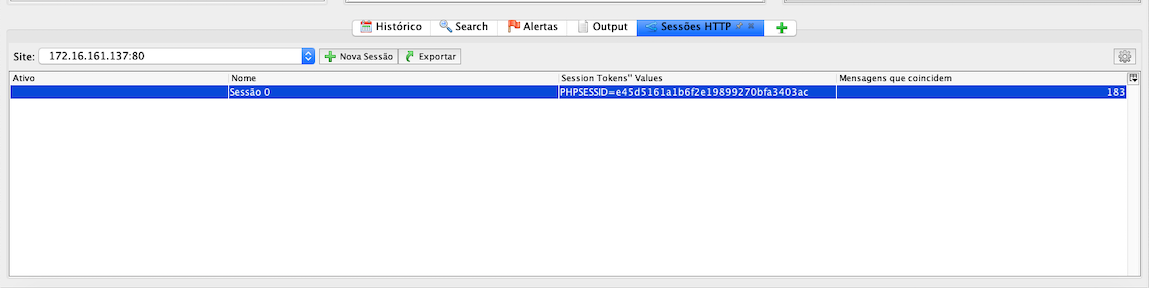 Histórico Search Alertas Output Sessões HTTP
Site: 172.16.161.137:80 Nova Sessão Exportar
Ativo Nome Session Tokens'' Values Mensagens que coincidem
Sessão 0 PHPSESSID=e45d5161a1b6f2e19899270bfa3403ac 183